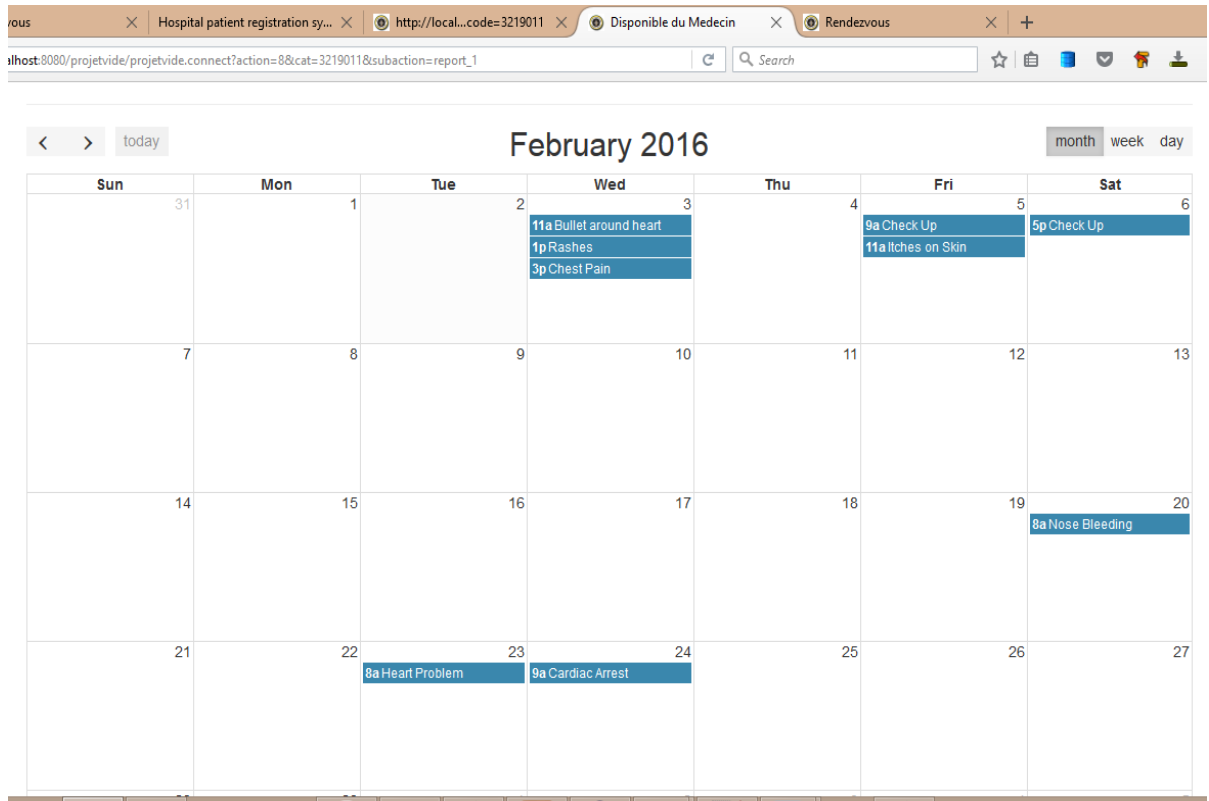 vous Hospital patient registration sy... http://local...code=3219011 Disponible du Medecin Rendezvous
alhost:8080/projetvide/projetvide.connect?action=8&cat=3219011&subaction=report_1 Search
today February 2016 month week day
Sun Mon Tue Wed Thu Fri Sat
31 1 2 3 4 5 6
11a Bullet around heart 9a Check Up 5p Check Up
1p Rashes 11a Itches on Skin
3p Chest Pain
7 8 9 10 11 12 13
14 15 16 17 18 19 20
8a Nose Bleeding
21 22 23 24 25 26 27
8a Heart Problem 9a Cardiac Arrest